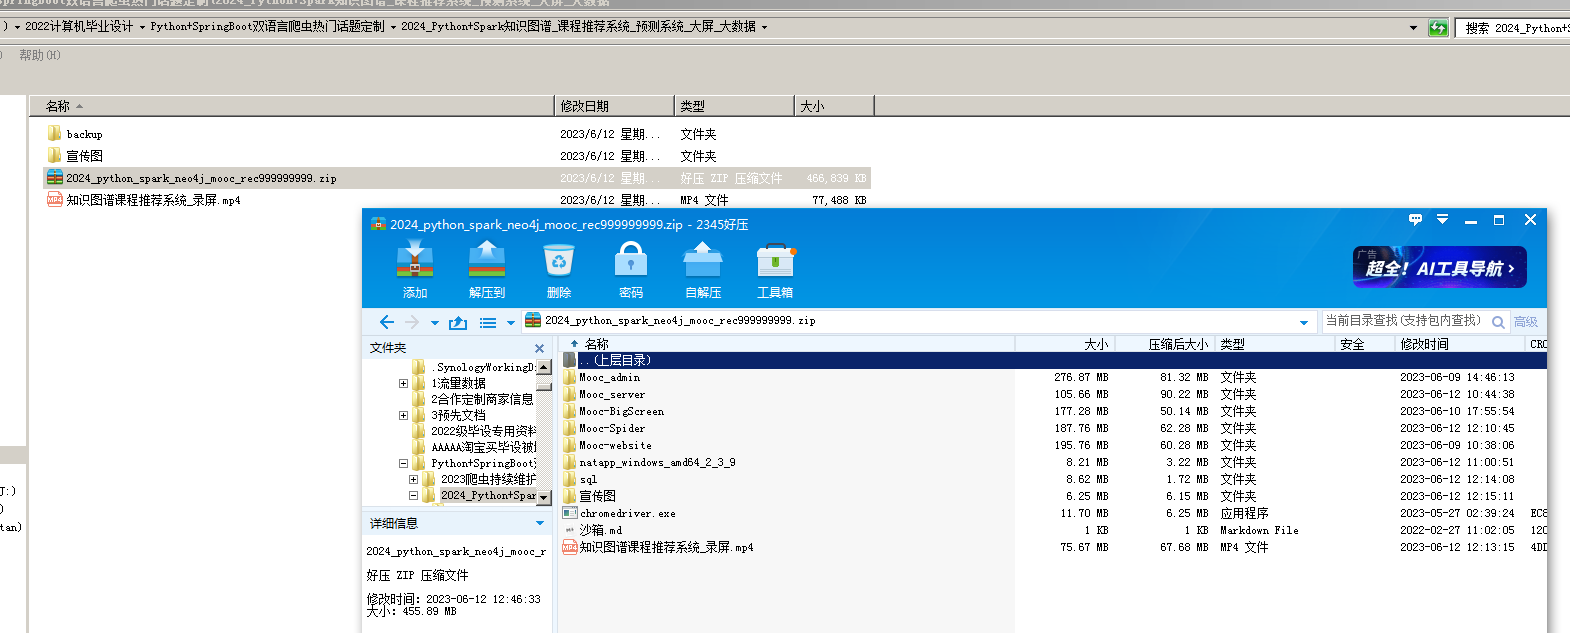 2022计算机毕业设计 Python+SpringBoot双语言爬虫热门话题定制 2024_Python+Spark知识图谱_课程推荐系统_预测系统_大屏_大数据 搜索 2024_Python+S
帮助(H)
名称 修改日期 类型 大小
backup 2023/6/12 星期... 文件夹
宣传图 2023/6/12 星期... 文件夹
2024_python_spark_neo4j_mooc_rec999999999.zip 2023/6/12 星期... 好压 ZIP 压缩文件 466,839 KB
知识图谱课程推荐系统_录屏.mp4 2023/6/12 星期... MP4 文件 77,488 KB
2024_python_spark_neo4j_mooc_rec999999999.zip - 2345好压
添加 解压到 删除 密码 自解压 工具箱
广告
超全! AI工具导航 ›
2024_python_spark_neo4j_mooc_rec999999999.zip 当前目录查找(支持包内查找) 高级
文件夹
.SynologyWorkingDi
1流量数据
2合作定制商家信息
3预先文档
2022级毕设专用资料
AAAAA淘宝买毕设被
Python+SpringBoot
2023爬虫持续维护
2024_Python+Spar
详细信息
2024_python_spark_neo4j_mooc_r
好压 ZIP 压缩文件
修改时间: 2023-06-12 12:46:33
大小: 455.89 MB
名称 大小 压缩后大小 类型 安全 修改时间 CRC
..(上层目录)
Mooc_admin 276.87 MB 81.32 MB 文件夹 2023-06-09 14:46:13
Mooc_server 105.66 MB 90.22 MB 文件夹 2023-06-12 10:44:38
Mooc-BigScreen 177.28 MB 50.14 MB 文件夹 2023-06-10 17:55:54
Mooc-Spider 187.76 MB 62.28 MB 文件夹 2023-06-12 12:10:45
Mooc-website 195.76 MB 60.28 MB 文件夹 2023-06-09 10:38:06
natapp_windows_amd64_2_3_9 8.21 MB 3.22 MB 文件夹 2023-06-12 11:00:51
sql 8.62 MB 1.72 MB 文件夹 2023-06-12 12:14:08
宣传图 6.25 MB 6.15 MB 文件夹 2023-06-12 12:15:11
chromedriver.exe 11.70 MB 6.25 MB 应用程序 2023-05-27 02:39:24 EC8
沙箱.md 1 KB 1 KB Markdown File 2022-02-27 11:02:05 120
知识图谱课程推荐系统_录屏.mp4 75.67 MB 67.68 MB MP4 文件 2023-06-12 12:13:15 4DD
tan)